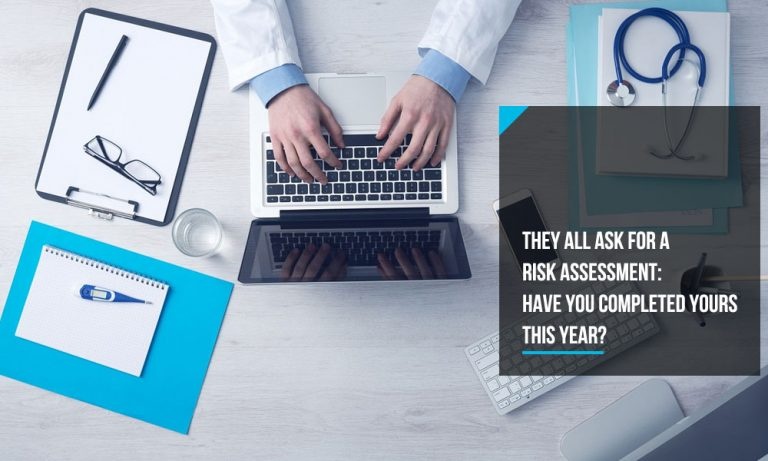 THEY ALL ASK FOR A
RISK ASSESSMENT:
HAVE YOU COMPLETED YOURS
THIS YEAR?